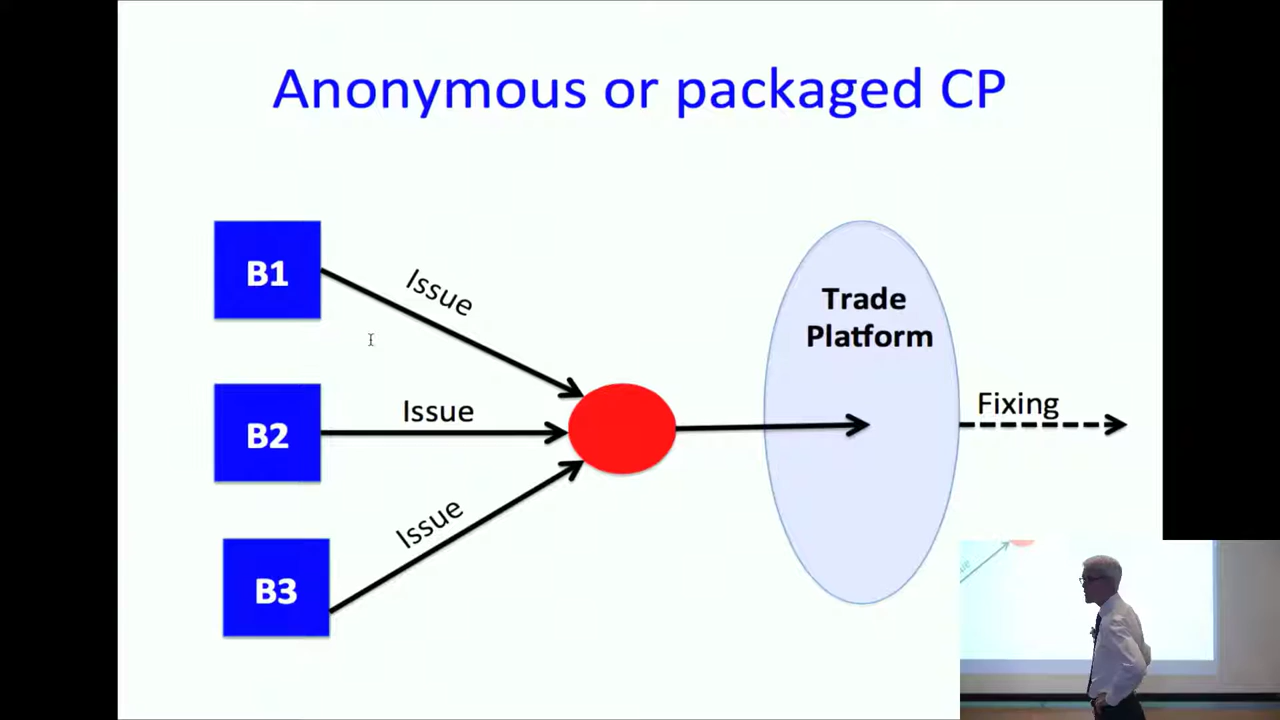 Anonymous or packaged CP
B1
Issue
Trade
Platform
B2
Issue
Fixing
Issue
B3